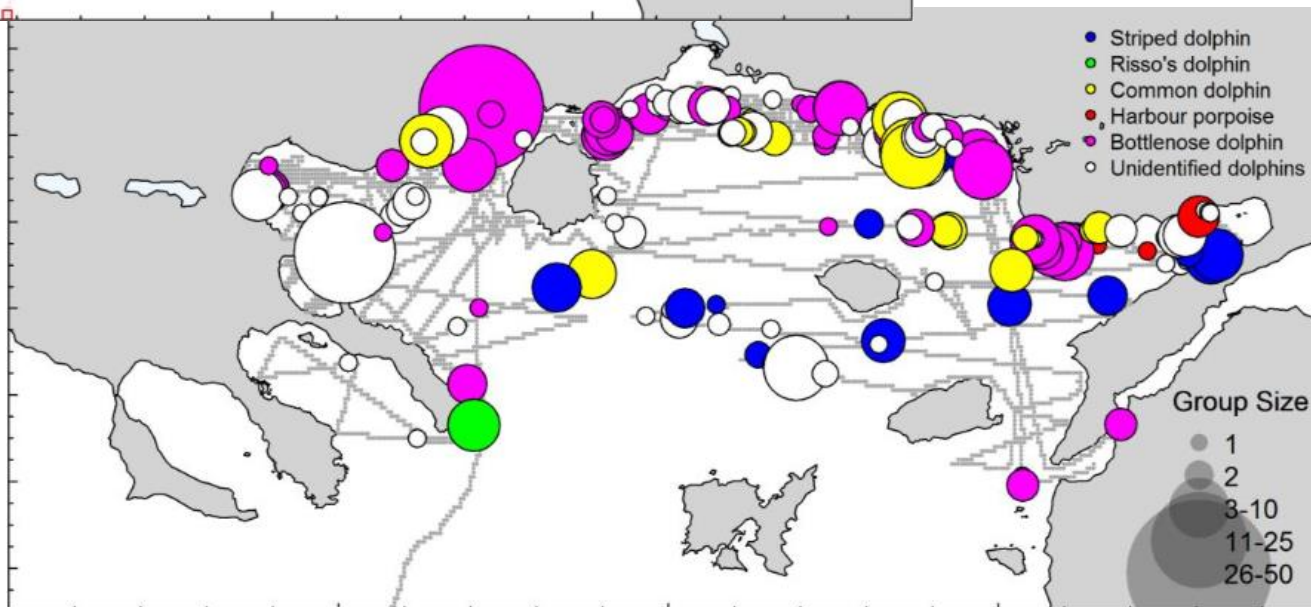 Striped dolphin
Risso's dolphin
Common dolphin
Harbour porpoise
Bottlenose dolphin
Unidentified dolphins
Group Size
1
2
3-10
11-25
26-50